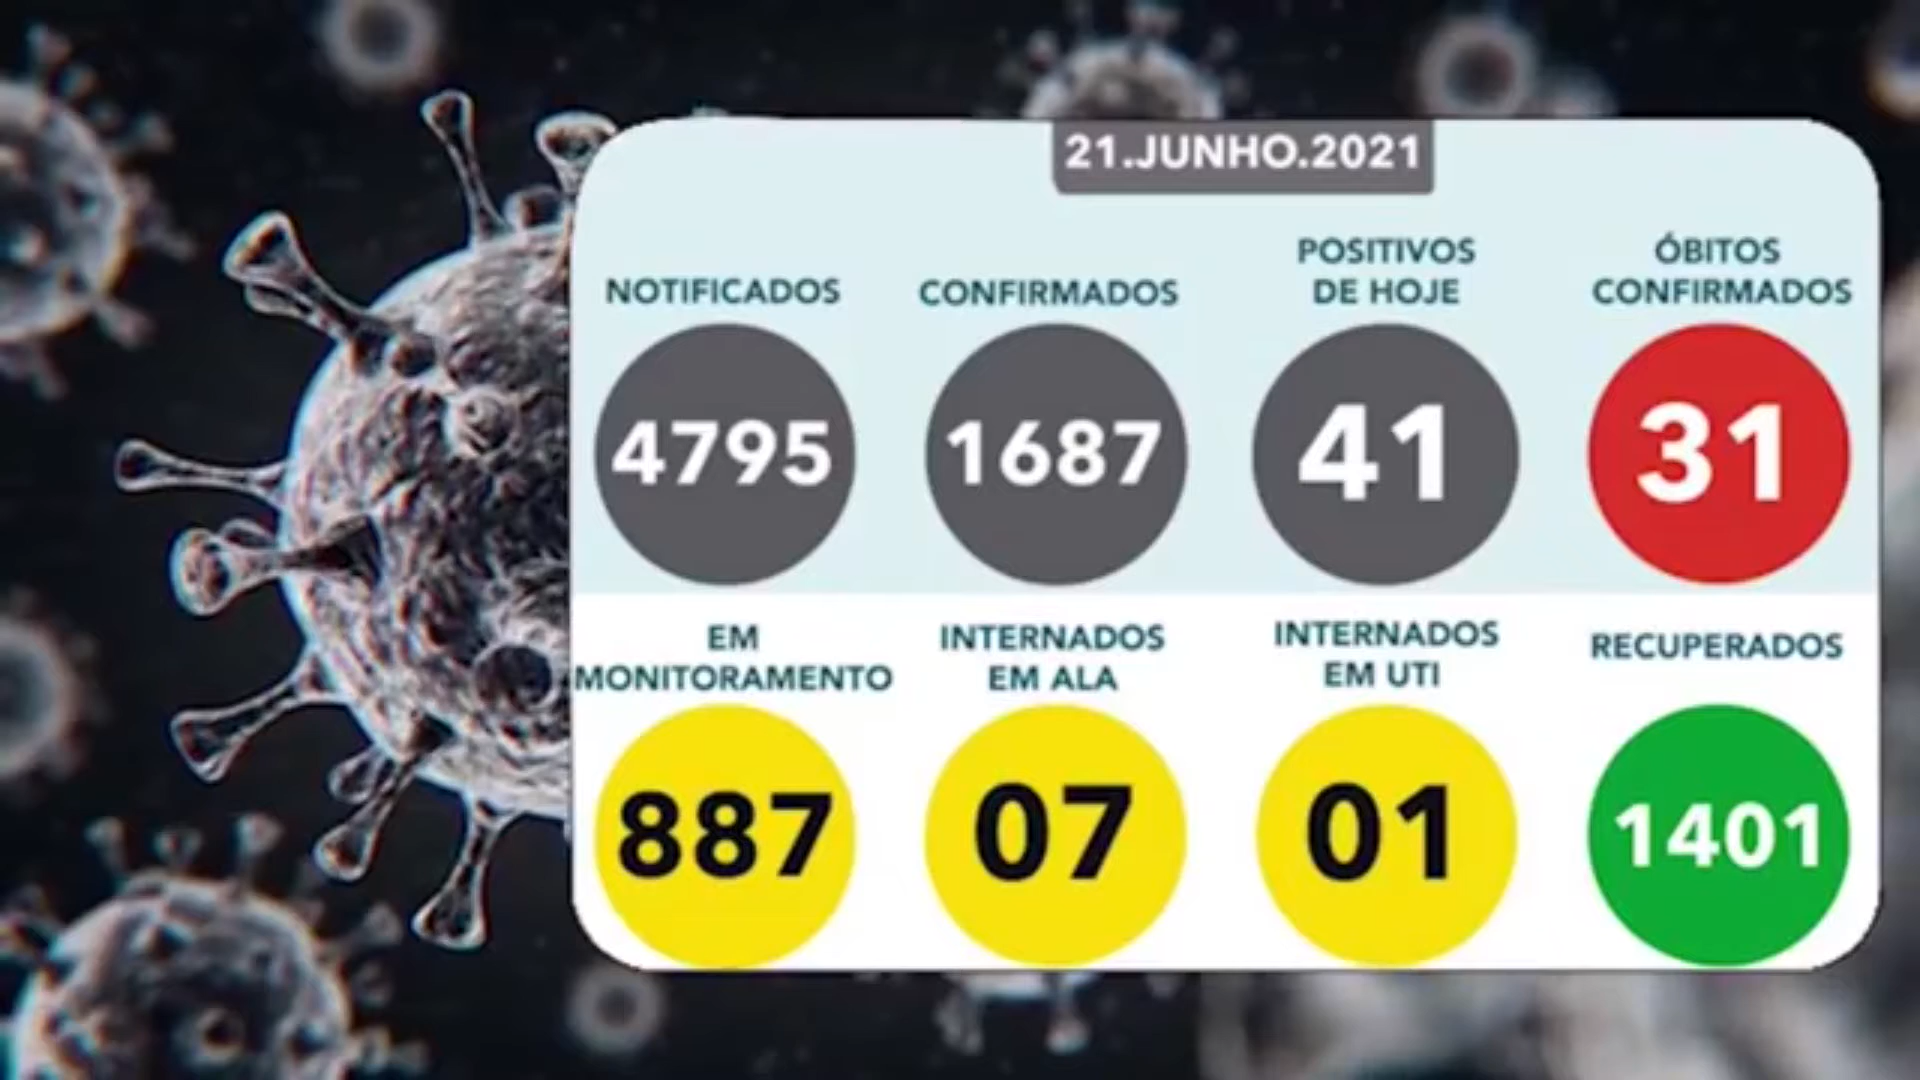 21.JUNHO.2021
NOTIFICADOS
4795
CONFIRMADOS
1687
POSITIVOS
DE HOJE
41
ÓBITOS
CONFIRMADOS
31
EM
MONITORAMENTO
887
INTERNADOS
EM ALA
07
INTERNADOS
EM UTI
01
RECUPERADOS
1401